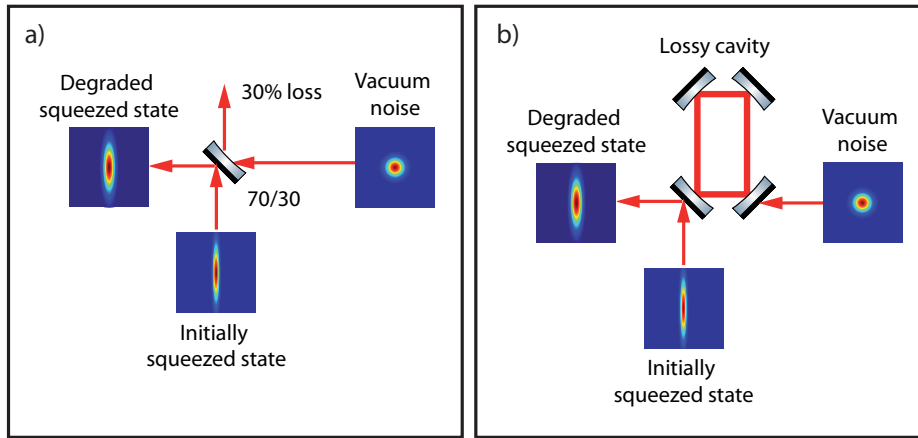 a)
Degraded
squeezed state
30% loss
Vacuum
noise
70/30
Initially
squeezed state
b)
Lossy cavity
Degraded
squeezed state
Vacuum
noise
Initially
squeezed state